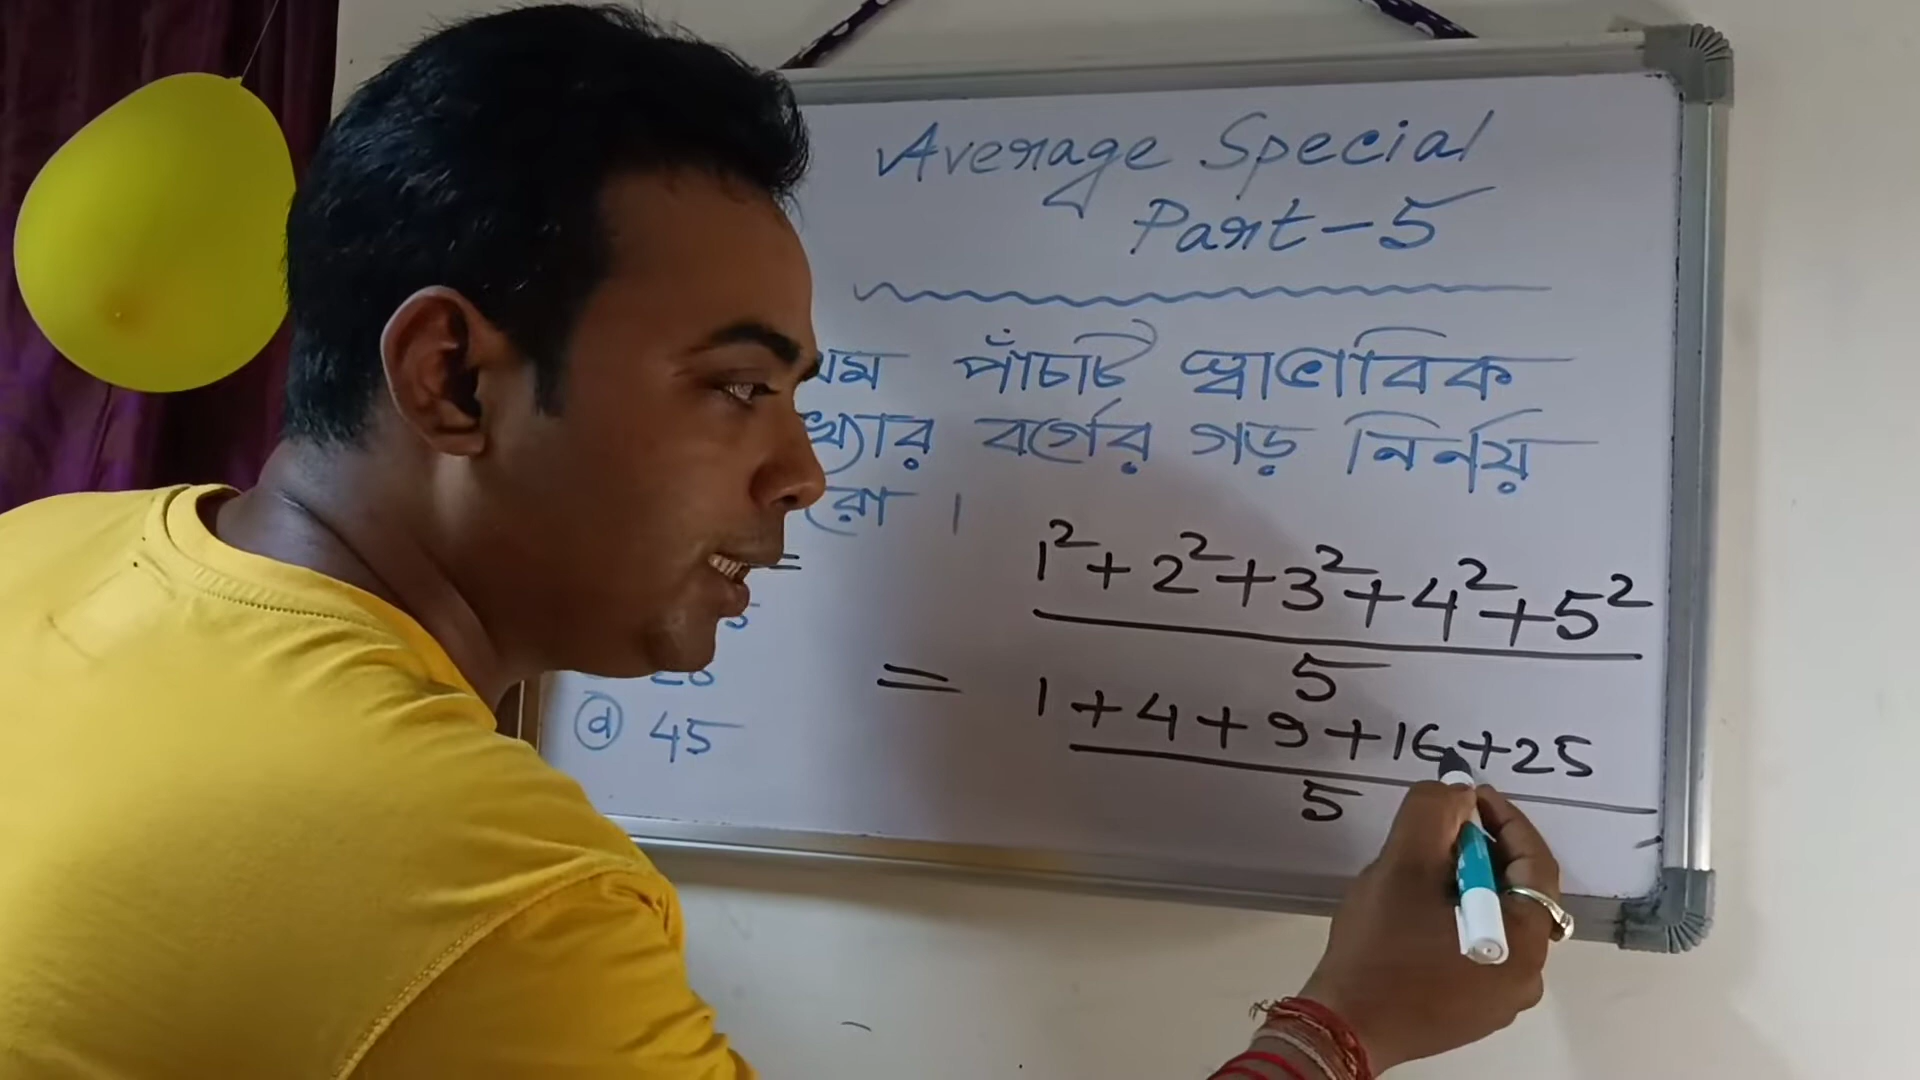 Average Special
Part-5
পাঁচটি স্বাভাবিক
বর্গের গড় নির্নয়
।
=
1² + 2² + 3² + 4² + 5²
5
= 1 + 4 + 9 + 16 + 25
5
ⓓ 45